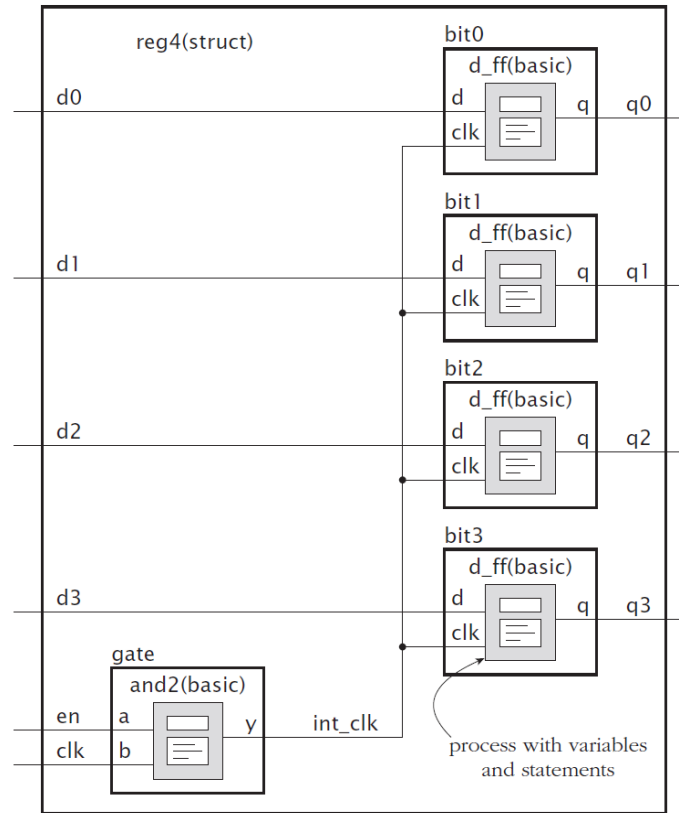 reg4(struct)
bit0
d_ff(basic)
d0
d
q
q0
clk
bit1
d_ff(basic)
d1
d
q
q1
clk
bit2
d_ff(basic)
d2
d
q
q2
clk
bit3
d_ff(basic)
d3
d
q
q3
clk
gate
and2(basic)
en
a
y
int_clk
clk
b
process with variables
and statements